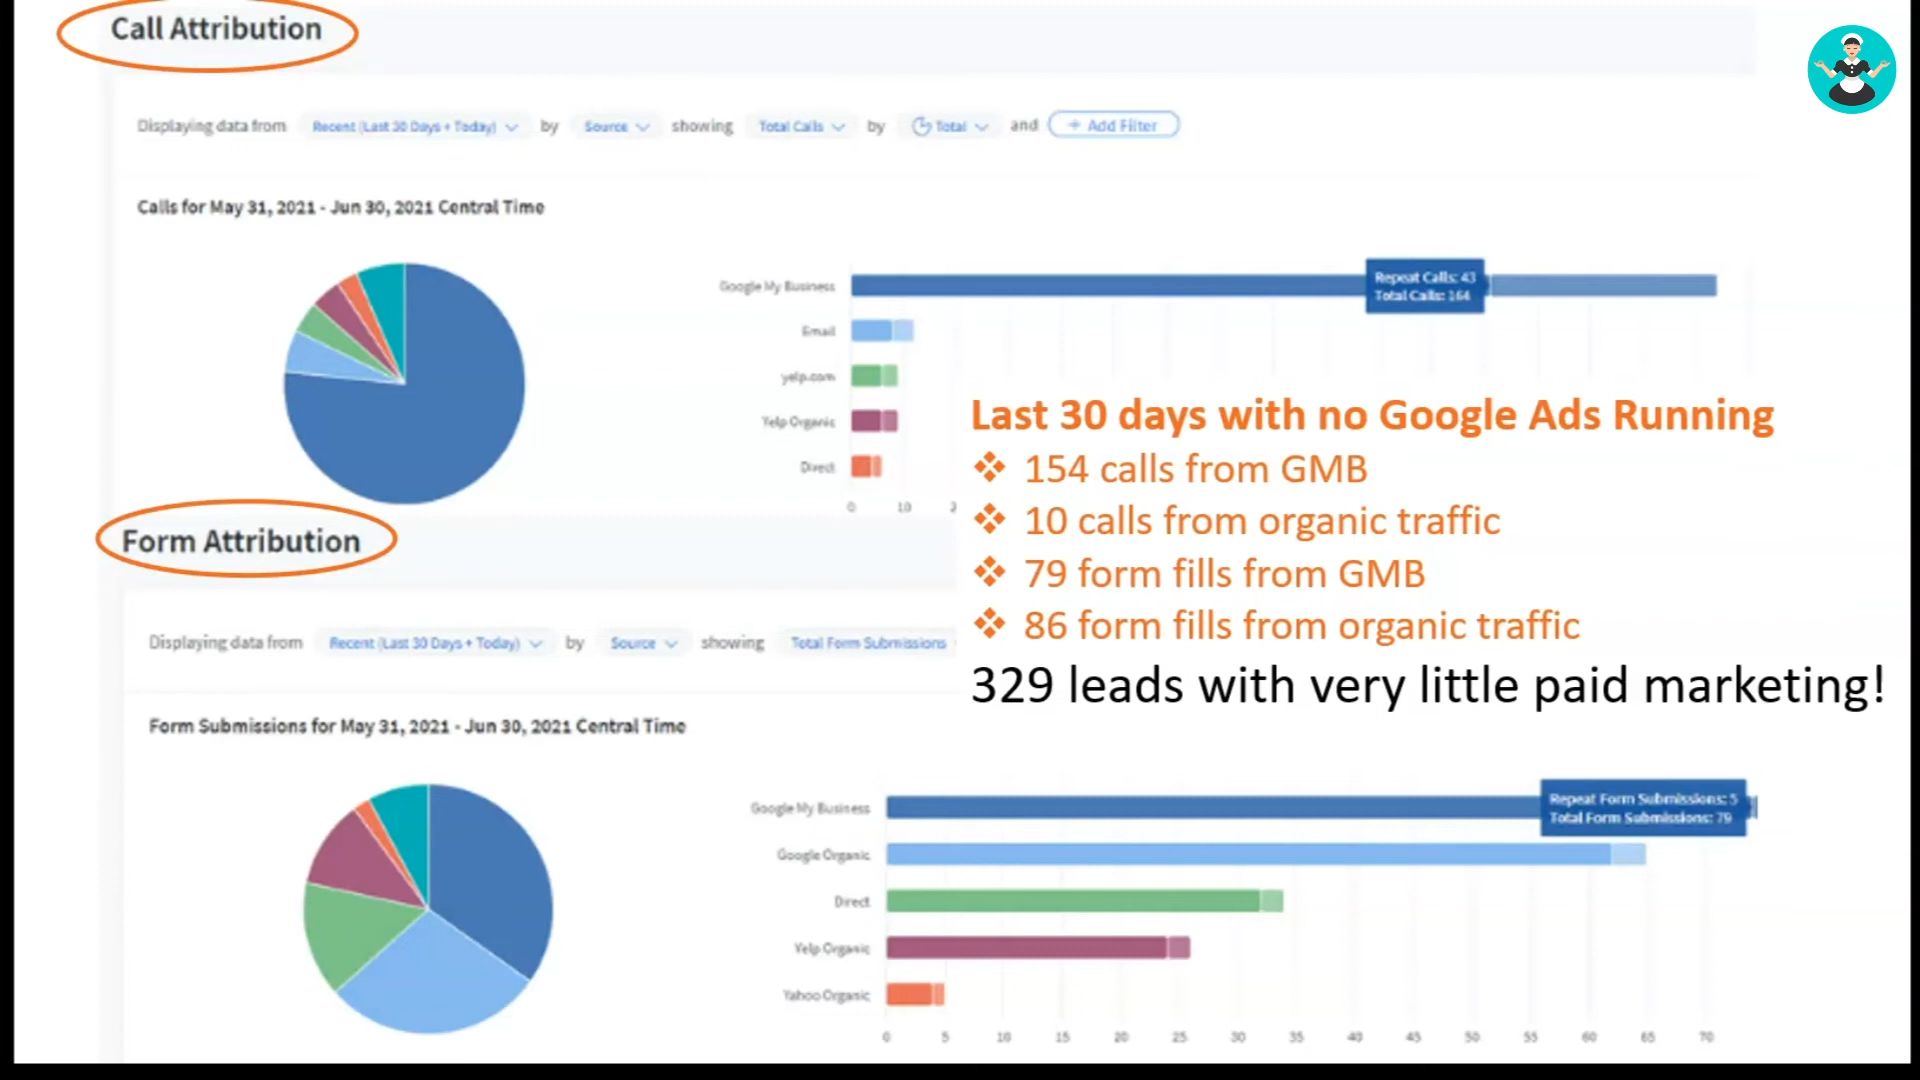 Call Attribution
Displaying data from Recent (Last 30 Days + Today) by Source showing Total Calls by Total and + Add Filter
Calls for May 31, 2021 - Jun 30, 2021 Central Time
Google My Business
Repeat Calls: 43
Total Calls: 164
Email
yelp.com
Yelp Organic
Direct
0 10 2
Last 30 days with no Google Ads Running
❖ 154 calls from GMB
❖ 10 calls from organic traffic
❖ 79 form fills from GMB
❖ 86 form fills from organic traffic
329 leads with very little paid marketing!
Form Attribution
Displaying data from Recent (Last 30 Days + Today) by Source showing Total Form Submissions
Form Submissions for May 31, 2021 - Jun 30, 2021 Central Time
Google My Business
Repeat Form Submissions: 5
Total Form Submissions: 79
Google Organic
Direct
Yelp Organic
Yahoo Organic
0 5 10 15 20 25 30 35 40 45 50 55 60 65 70